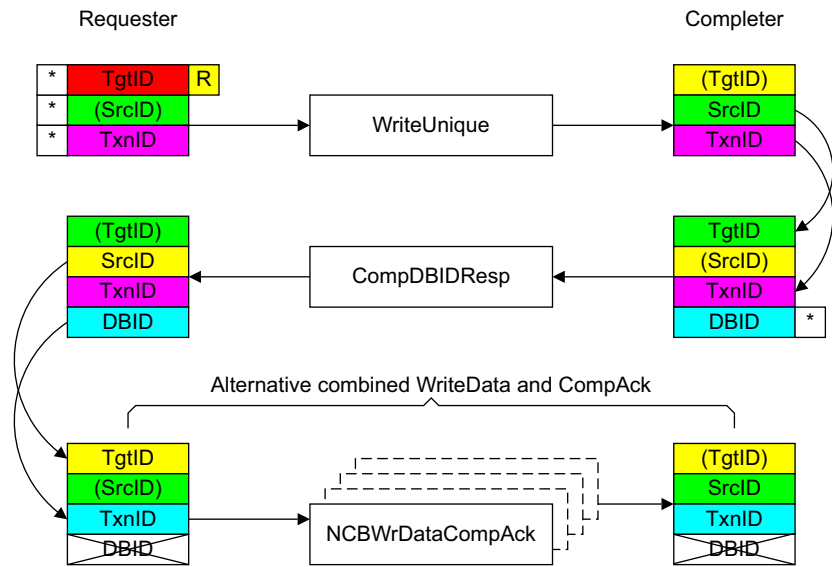 Requester
Completer
* TgtID R
(TgtID)
* (SrcID)
SrcID
* TxnID
WriteUnique
TxnID
(TgtID)
TgtID
SrcID
CompDBIDResp
(SrcID)
TxnID
TxnID
DBID
DBID *
Alternative combined WriteData and CompAck
TgtID
(TgtID)
(SrcID)
SrcID
TxnID
TxnID
NCBWrDataCompAck
DBID
DBID